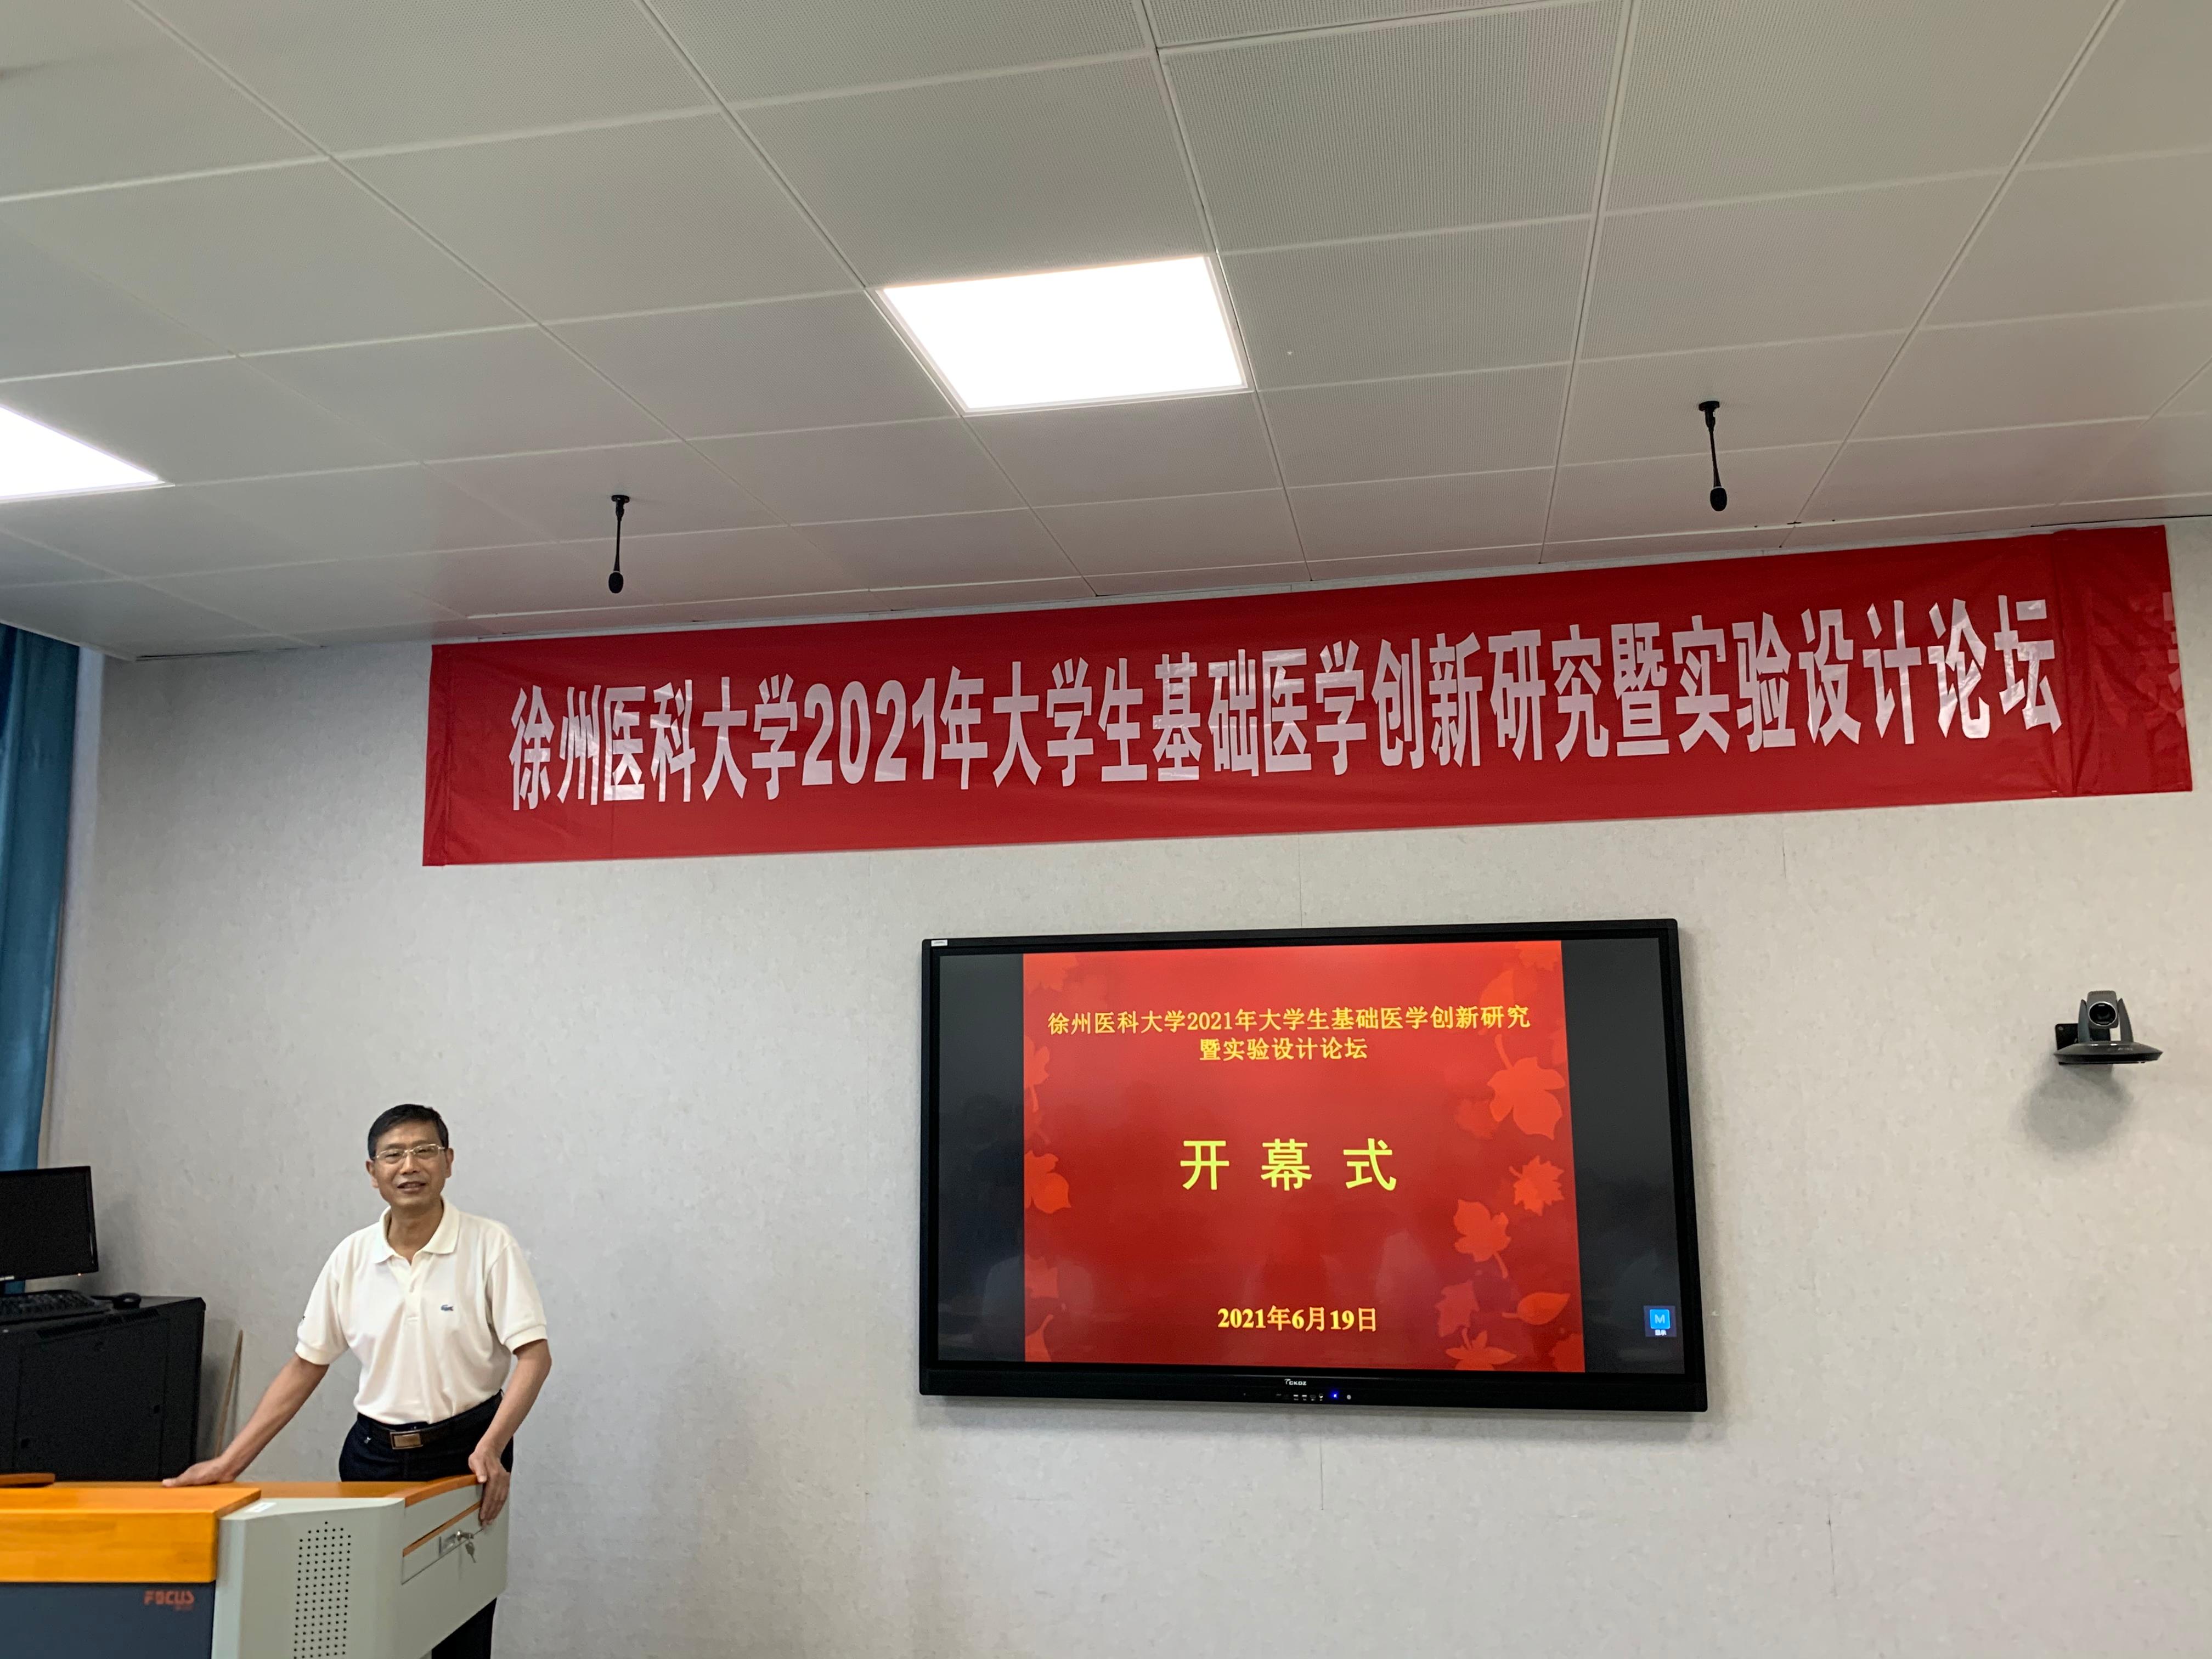 徐州医科大学2021年大学生基础医学创新研究暨实验设计论坛
徐州医科大学2021年大学生基础医学创新研究
暨实验设计论坛
开幕式
2021年6月19日
M
FOCUS